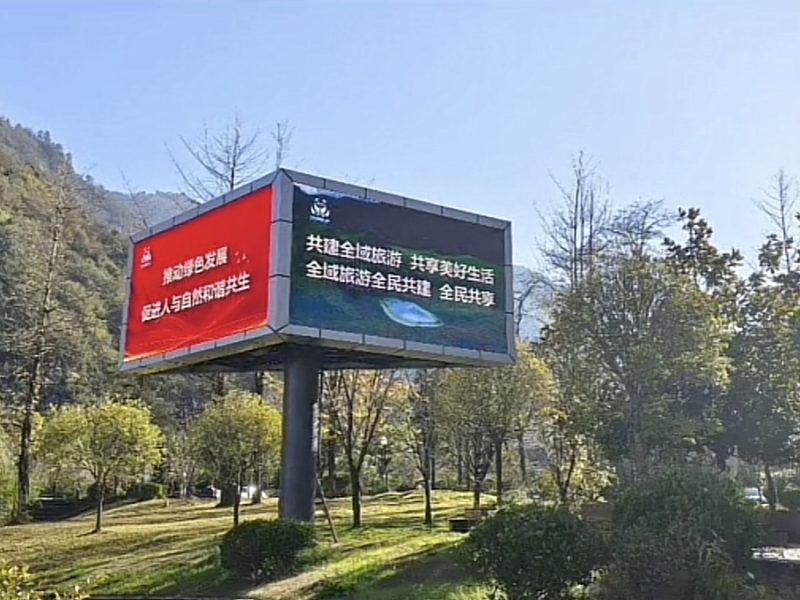 推动绿色发展
促进人与自然和谐共生
共建全域旅游 共享美好生活
全域旅游全民共建 全民共享